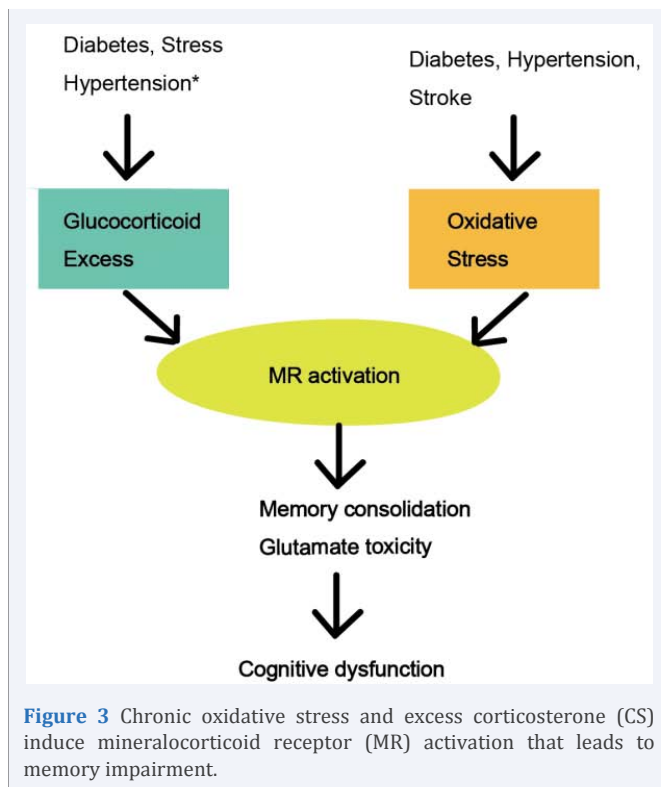 Diabetes, Stress
Hypertension*
Diabetes, Hypertension,
Stroke
Glucocorticoid
Excess
Oxidative
Stress
MR activation
Memory consolidation
Glutamate toxicity
Cognitive dysfunction
Figure 3 Chronic oxidative stress and excess corticosterone (CS)
induce mineralocorticoid receptor (MR) activation that leads to
memory impairment.